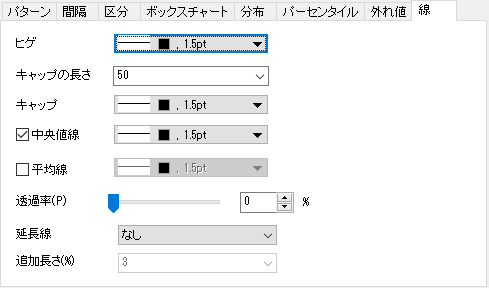 パターン 間隔 区分 ボックスチャート 分布 パーセンタイル 外れ値 線
ヒゲ , 1.5pt
キャップの長さ 50
キャップ , 1.5pt
中央値線 , 1.5pt
平均線 , 1.5pt
透過率(P) 0 %
延長線 なし
追加長さ(%) 3